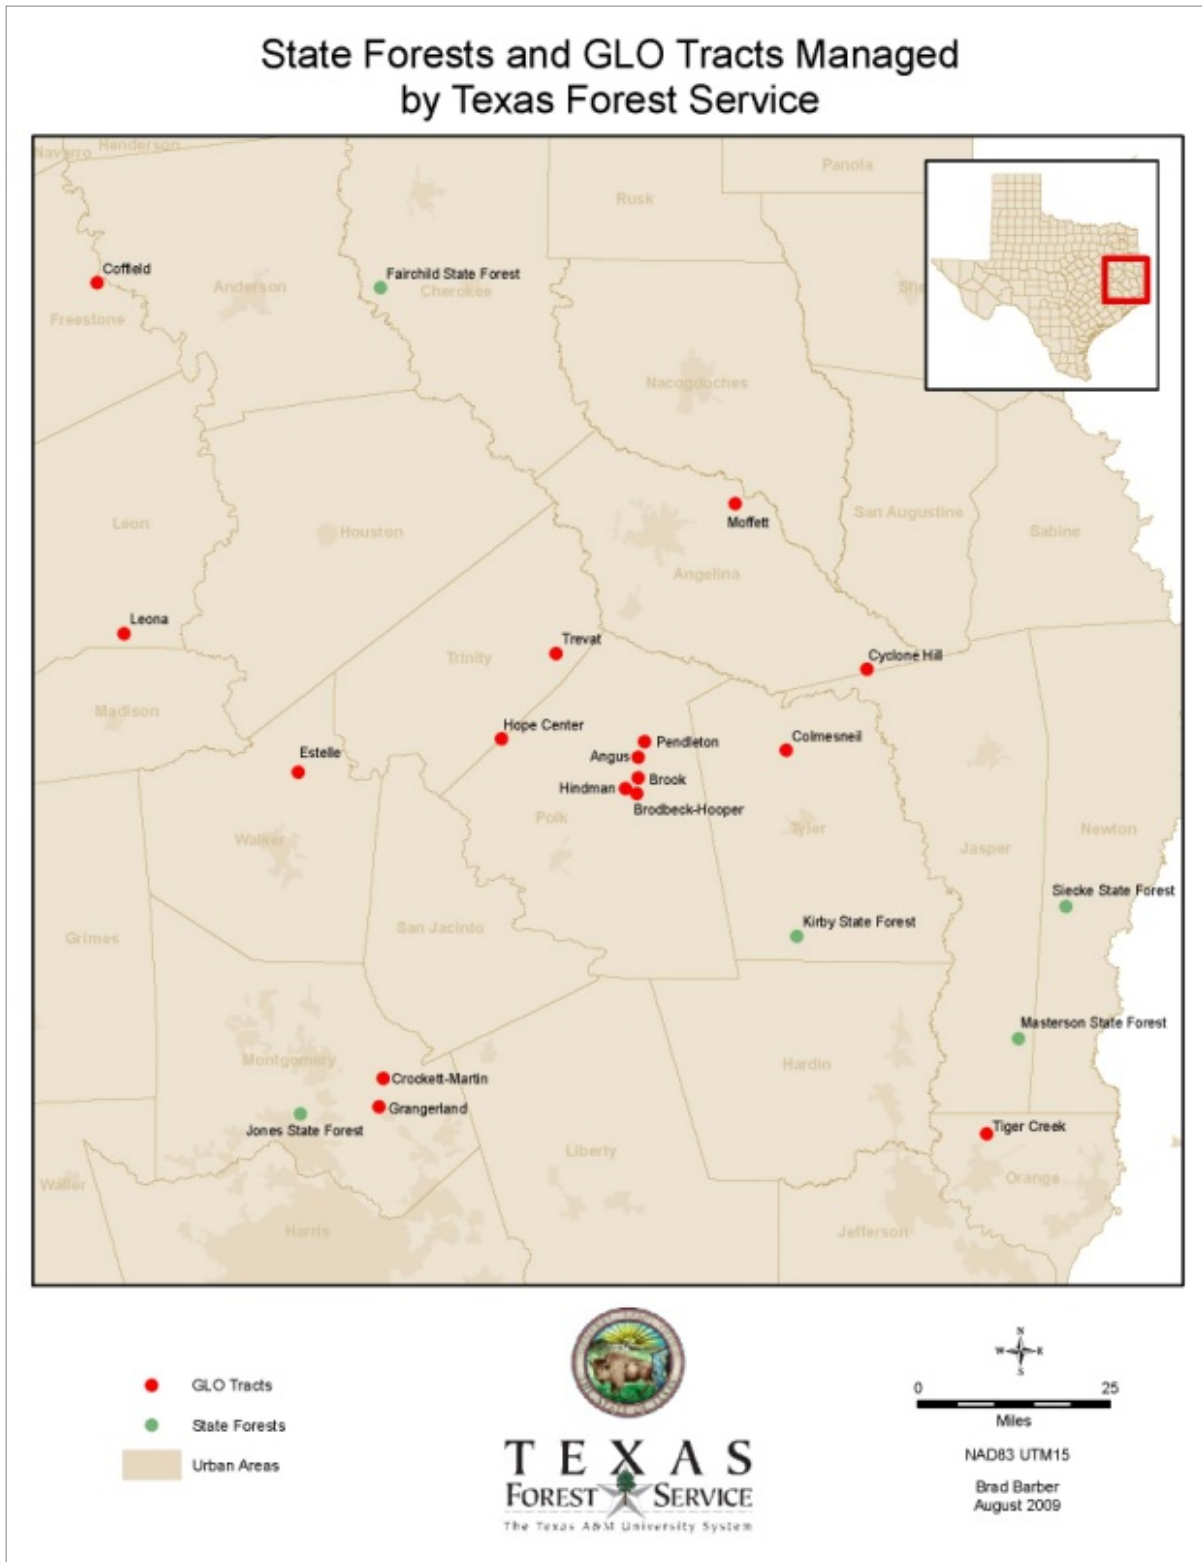 State Forests and GLO Tracts Managed
by Texas Forest Service
Navarro
Henderson
Panola
Rusk
Coffield
Fairchild State Forest
Anderson
Cherokee
Freestone
Nacogdoches
Moffett
Leon
Houston
San Augustine
Sabine
Angelina
Leona
Trevat
Trinity
Cyclone Hill
Madison
Hope Center
Colmesneil
Pendleton
Estelle
Angus
Brook
Hindman
Brodbeck-Hooper
Polk
Tyler
Newton
Walker
Jasper
Siecke State Forest
Kirby State Forest
San Jacinto
Grimes
Masterson State Forest
Montgomery
Hardin
Crockett-Martin
Grangerland
Jones State Forest
Tiger Creek
Liberty
Waller
Orange
Harris
Jefferson
GLO Tracts
State Forests
Urban Areas
TEXAS
FOREST SERVICE
The Texas A&M University System
N
W E
S
0 25
Miles
NAD83 UTM15
Brad Barber
August 2009